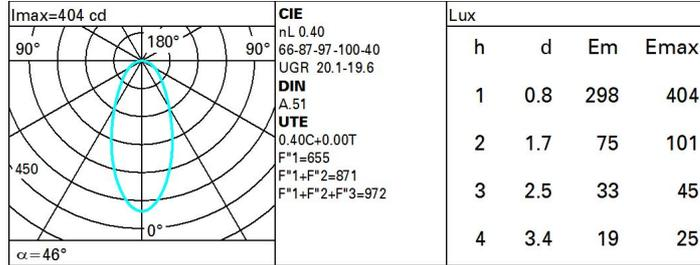 Imax=404 cd
90° 180° 90°
450
0°
α=46°
CIE
nL 0.40
66-87-97-100-40
UGR 20.1-19.6
DIN
A.51
UTE
0.40C+0.00T
F"1=655
F"1+F"2=871
F"1+F"2+F"3=972
Lux
h d Em Emax
1 0.8 298 404
2 1.7 75 101
3 2.5 33 45
4 3.4 19 25